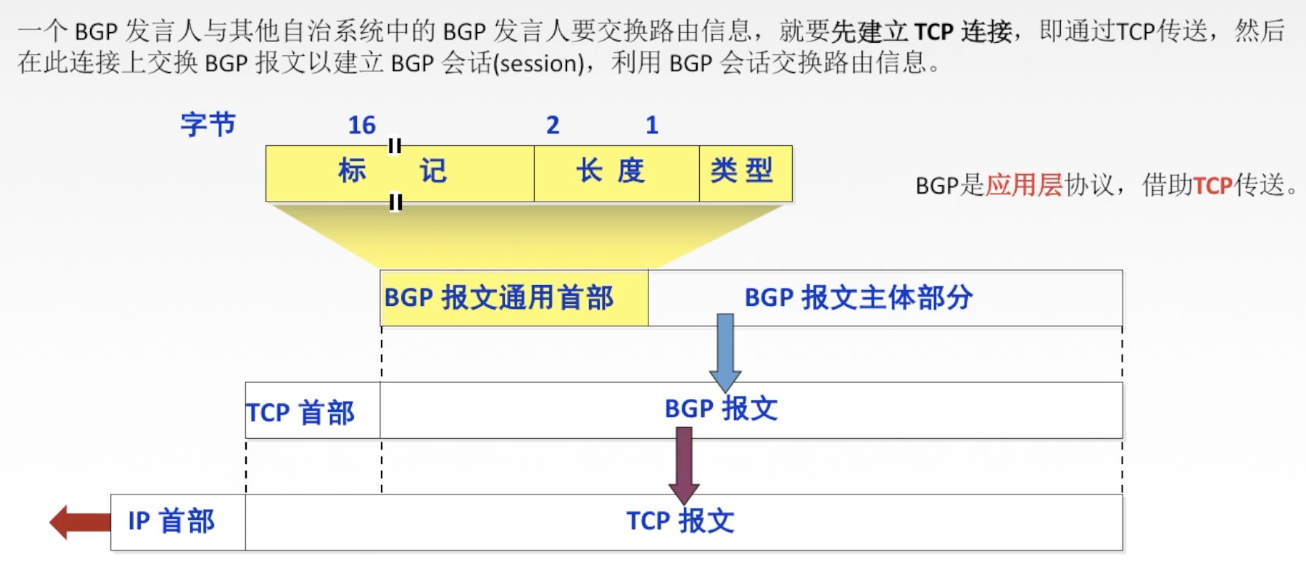 一个 BGP 发言人与其他自治系统中的 BGP 发言人要交换路由信息，就要先建立 TCP 连接，即通过TCP传送，然后
在此连接上交换 BGP 报文以建立 BGP 会话(session)，利用 BGP 会话交换路由信息。
字节 16 2 1
标 记 长 度 类 型
BGP是应用层协议，借助TCP传送。
BGP 报文通用首部 BGP 报文主体部分
TCP 首部 BGP 报文
IP 首部 TCP 报文